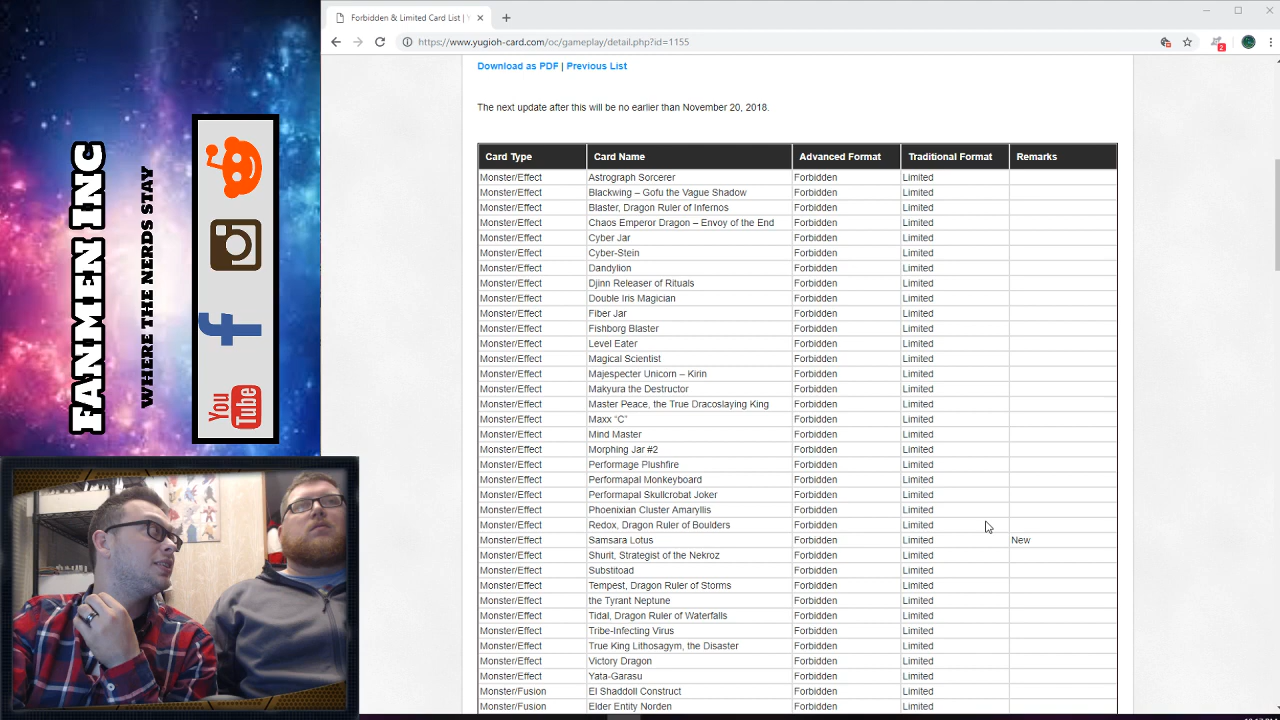 FANMEN INC
WHERE THE NERDS STAY
You
Tube
Forbidden & Limited Card List | Y
https://www.yugioh-card.com/oc/gameplay/detail.php?id=1155
2
Download as PDF | Previous List
The next update after this will be no earlier than November 20, 2018.
Card Type Card Name Advanced Format Traditional Format Remarks
Monster/Effect Astrograph Sorcerer Forbidden Limited
Monster/Effect Blackwing – Gofu the Vague Shadow Forbidden Limited
Monster/Effect Blaster, Dragon Ruler of Infernos Forbidden Limited
Monster/Effect Chaos Emperor Dragon – Envoy of the End Forbidden Limited
Monster/Effect Cyber Jar Forbidden Limited
Monster/Effect Cyber-Stein Forbidden Limited
Monster/Effect Dandylion Forbidden Limited
Monster/Effect Djinn Releaser of Rituals Forbidden Limited
Monster/Effect Double Iris Magician Forbidden Limited
Monster/Effect Fiber Jar Forbidden Limited
Monster/Effect Fishborg Blaster Forbidden Limited
Monster/Effect Level Eater Forbidden Limited
Monster/Effect Magical Scientist Forbidden Limited
Monster/Effect Majespecter Unicorn – Kirin Forbidden Limited
Monster/Effect Makyura the Destructor Forbidden Limited
Monster/Effect Master Peace, the True Dracoslaying King Forbidden Limited
Monster/Effect Maxx “C” Forbidden Limited
Monster/Effect Mind Master Forbidden Limited
Monster/Effect Morphing Jar #2 Forbidden Limited
Monster/Effect Performage Plushfire Forbidden Limited
Monster/Effect Performapal Monkeyboard Forbidden Limited
Monster/Effect Performapal Skullcrobat Joker Forbidden Limited
Monster/Effect Phoenixian Cluster Amaryllis Forbidden Limited
Monster/Effect Redox, Dragon Ruler of Boulders Forbidden Limited
Monster/Effect Samsara Lotus Forbidden Limited New
Monster/Effect Shurit, Strategist of the Nekroz Forbidden Limited
Monster/Effect Substitoad Forbidden Limited
Monster/Effect Tempest, Dragon Ruler of Storms Forbidden Limited
Monster/Effect the Tyrant Neptune Forbidden Limited
Monster/Effect Tidal, Dragon Ruler of Waterfalls Forbidden Limited
Monster/Effect Tribe-Infecting Virus Forbidden Limited
Monster/Effect True King Lithosagym, the Disaster Forbidden Limited
Monster/Effect Victory Dragon Forbidden Limited
Monster/Effect Yata-Garasu Forbidden Limited
Monster/Fusion El Shaddoll Construct Forbidden Limited
Monster/Fusion Elder Entity Norden Forbidden Limited